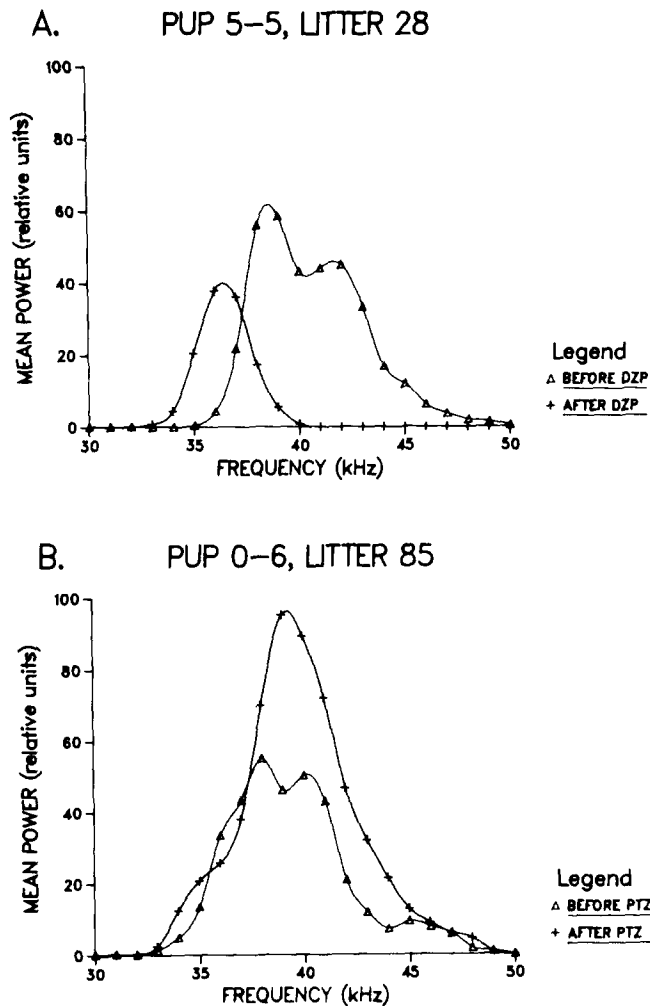 A. PUP 5-5, LITTER 28
MEAN POWER (relative units)
100
80
60
40
20
0
30 35 40 45 50
FREQUENCY (kHz)
Legend
△ BEFORE DZP
+ AFTER DZP
B. PUP 0-6, LITTER 85
MEAN POWER (relative units)
100
80
60
40
20
0
30 35 40 45 50
FREQUENCY (kHz)
Legend
△ BEFORE PTZ
+ AFTER PTZ